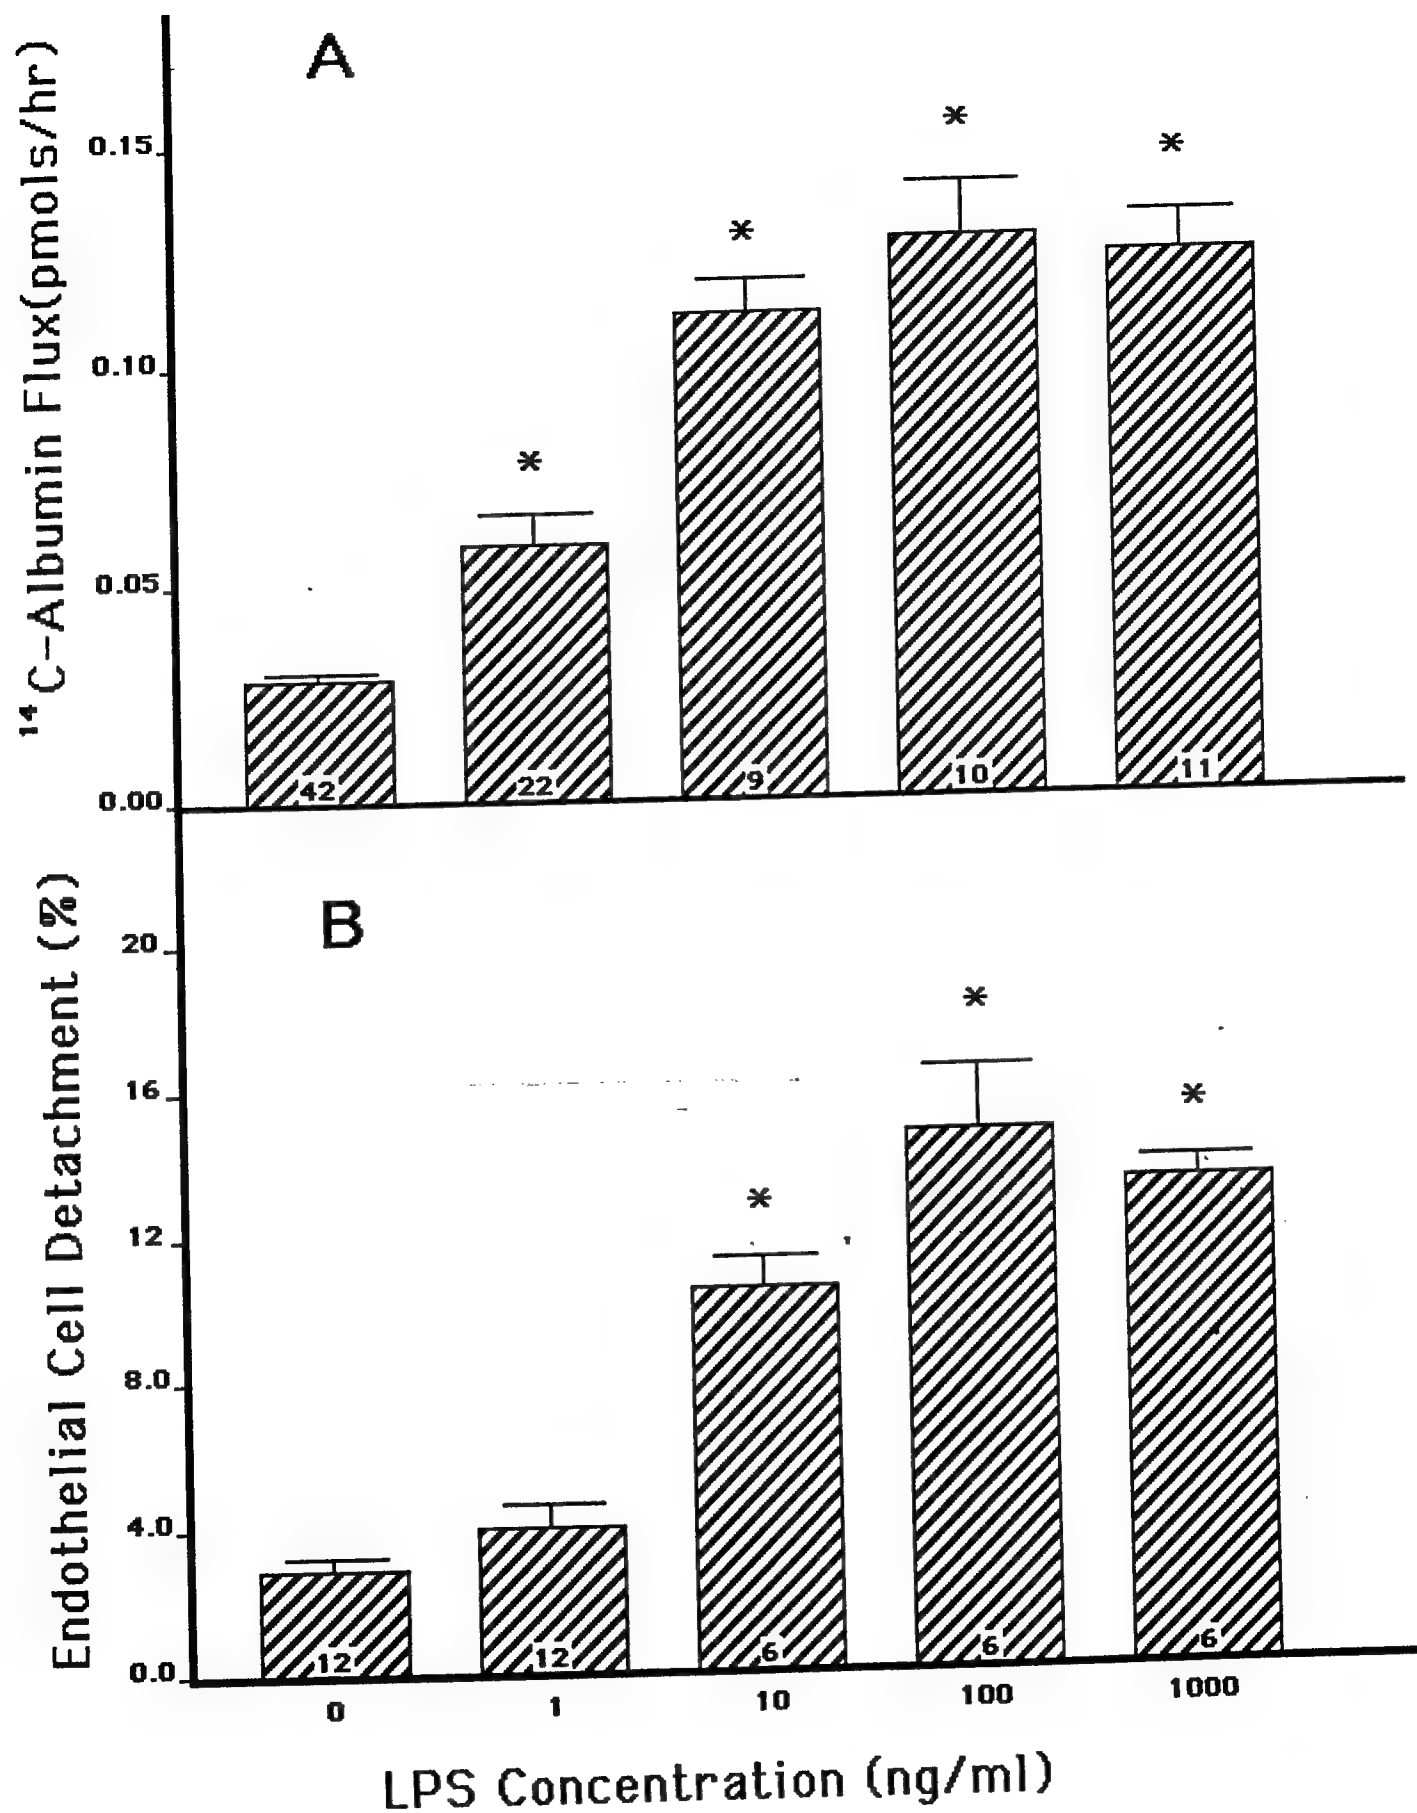 A
¹⁴C-Albumin Flux(pmols/hr)
0.15
0.10
0.05
0.00
* * * *
42 22 9 10 11
B
Endothelial Cell Detachment (%)
20
16
12
8.0
4.0
0.0
* * *
12 12 6 6 6
0 1 10 100 1000
LPS Concentration (ng/ml)